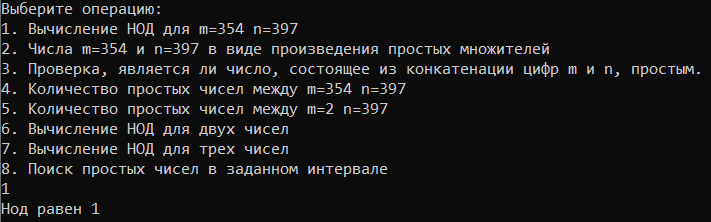 Выберите операцию:
1. Вычисление НОД для m=354 n=397
2. Числа m=354 и n=397 в виде произведения простых множителей
3. Проверка, является ли число, состоящее из конкатенации цифр m и n, простым.
4. Количество простых чисел между m=354 n=397
5. Количество простых чисел между m=2 n=397
6. Вычисление НОД для двух чисел
7. Вычисление НОД для трех чисел
8. Поиск простых чисел в заданном интервале
1
Нод равен 1